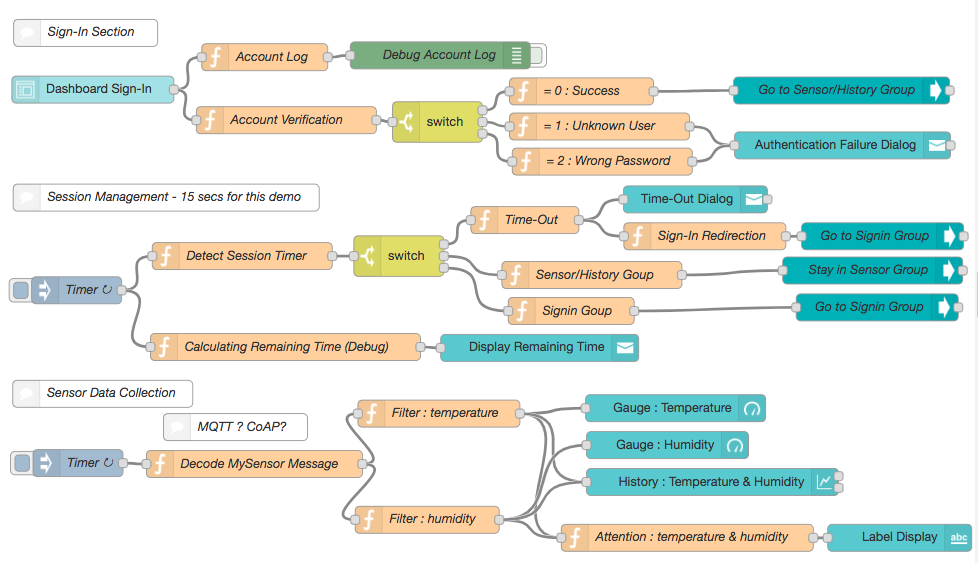 Sign-In Section
Account Log
Debug Account Log
Dashboard Sign-In
= 0 : Success
Go to Sensor/History Group
Account Verification
switch
= 1 : Unknown User
Authentication Failure Dialog
= 2 : Wrong Password
Session Management - 15 secs for this demo
Time-Out Dialog
Time-Out
Sign-In Redirection
Go to Signin Group
Detect Session Timer
switch
Sensor/History Goup
Stay in Sensor Group
Timer ↻
Signin Goup
Go to Signin Group
Calculating Remaining Time (Debug)
Display Remaining Time
Sensor Data Collection
MQTT ? CoAP?
Filter : temperature
Gauge : Temperature
Gauge : Humidity
Timer ↻
Decode MySensor Message
History : Temperature & Humidity
Filter : humidity
Attention : temperature & humidity
Label Display
abc